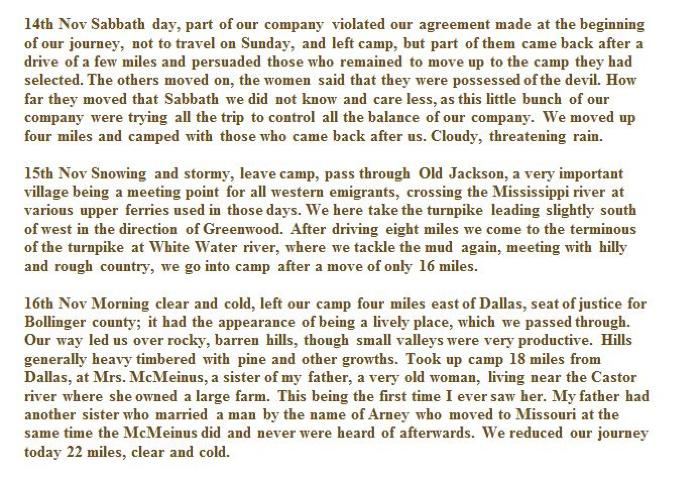 14th Nov Sabbath day, part of our company violated our agreement made at the beginning
of our journey, not to travel on Sunday, and left camp, but part of them came back after a
drive of a few miles and persuaded those who remained to move up to the camp they had
selected. The others moved on, the women said that they were possessed of the devil. How
far they moved that Sabbath we did not know and care less, as this little bunch of our
company were trying all the trip to control all the balance of our company. We moved up
four miles and camped with those who came back after us. Cloudy, threatening rain.
15th Nov Snowing and stormy, leave camp, pass through Old Jackson, a very important
village being a meeting point for all western emigrants, crossing the Mississippi river at
various upper ferries used in those days. We here take the turnpike leading slightly south
of west in the direction of Greenwood. After driving eight miles we come to the terminous
of the turnpike at White Water river, where we tackle the mud again, meeting with hilly
and rough country, we go into camp after a move of only 16 miles.
16th Nov Morning clear and cold, left our camp four miles east of Dallas, seat of justice for
Bollinger county; it had the appearance of being a lively place, which we passed through.
Our way led us over rocky, barren hills, though small valleys were very productive. Hills
generally heavy timbered with pine and other growths. Took up camp 18 miles from
Dallas, at Mrs. McMeinus, a sister of my father, a very old woman, living near the Castor
river where she owned a large farm. This being the first time I ever saw her. My father had
another sister who married a man by the name of Arney who moved to Missouri at the
same time the McMeinus did and never were heard of afterwards. We reduced our journey
today 22 miles, clear and cold.